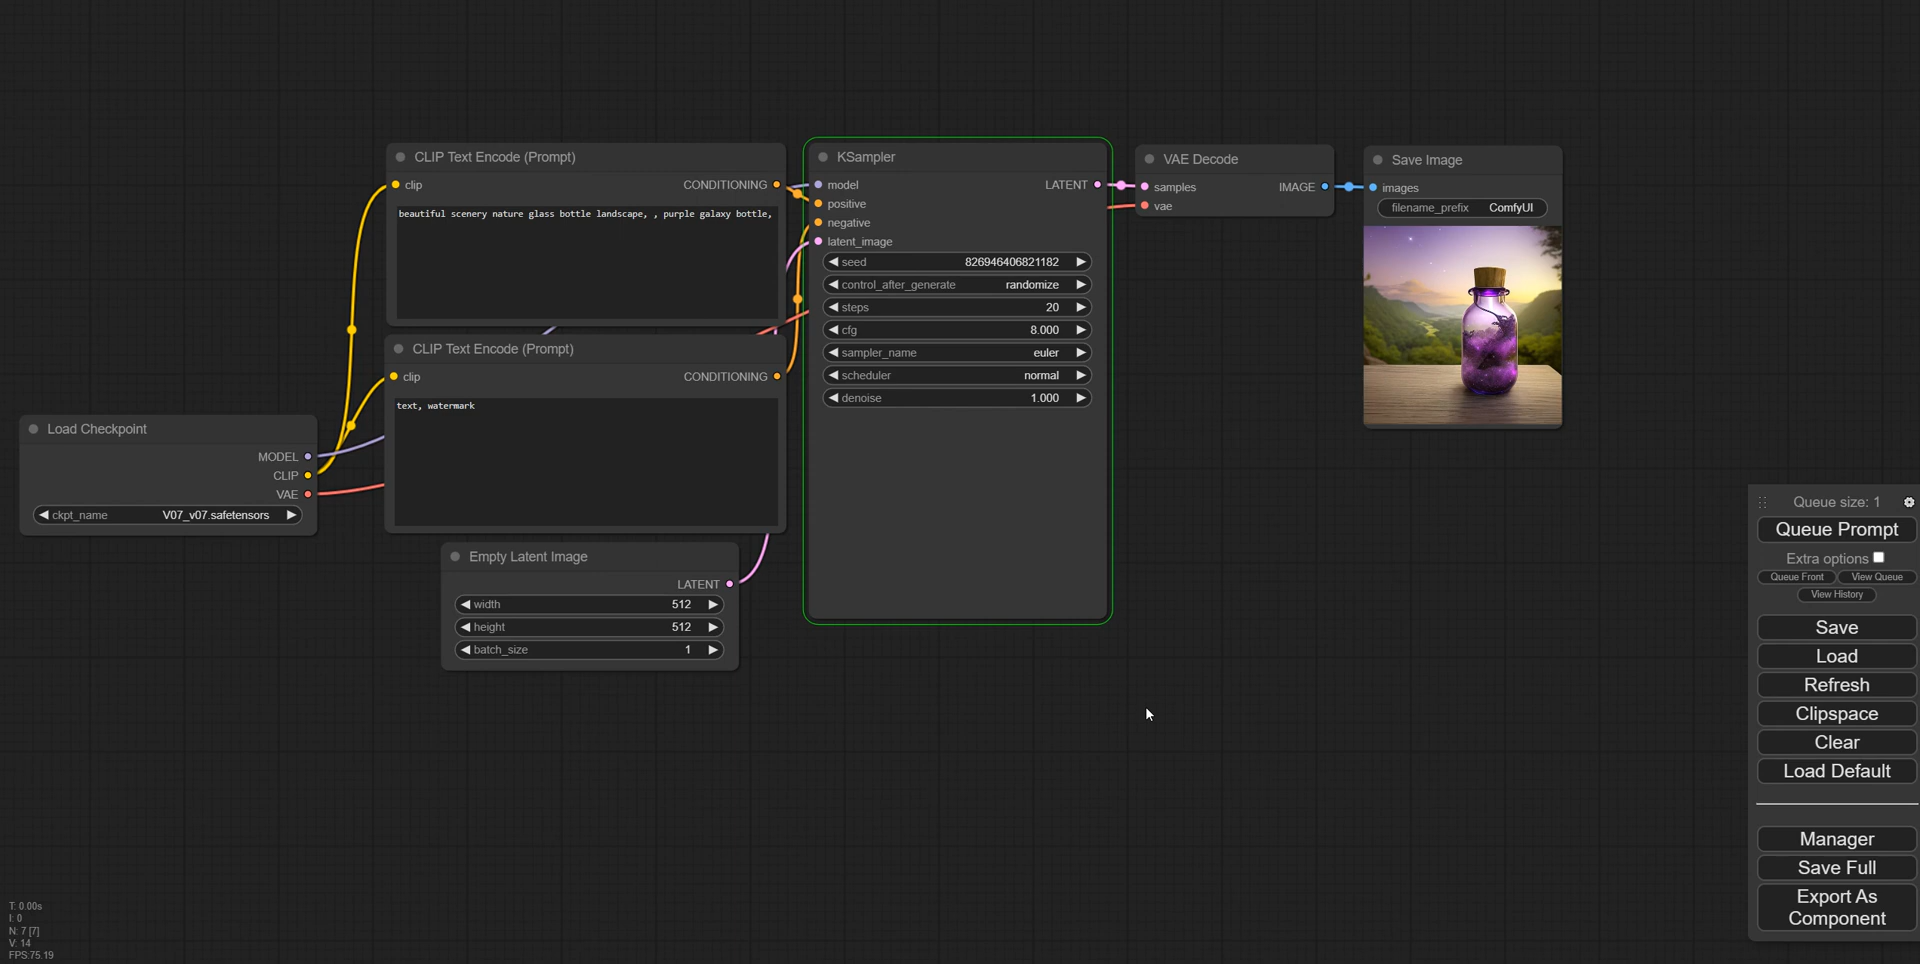 CLIP Text Encode (Prompt)
clip
CONDITIONING
beautiful scenery nature glass bottle landscape, , purple galaxy bottle,
CLIP Text Encode (Prompt)
clip
CONDITIONING
text, watermark
Load Checkpoint
MODEL
CLIP
VAE
ckpt_name V07_v07.safetensors
Empty Latent Image
LATENT
width 512
height 512
batch_size 1
KSampler
model LATENT
positive
negative
latent_image
seed 826946406821182
control_after_generate randomize
steps 20
cfg 8.000
sampler_name euler
scheduler normal
denoise 1.000
VAE Decode
samples IMAGE
vae
Save Image
images
filename_prefix ComfyUI
Queue size: 1
Queue Prompt
Extra options
Queue Front View Queue
View History
Save
Load
Refresh
Clipspace
Clear
Load Default
Manager
Save Full
Export As
Component
T: 0.00s
I: 0
N: 7 [7]
V: 14
FPS:75.19